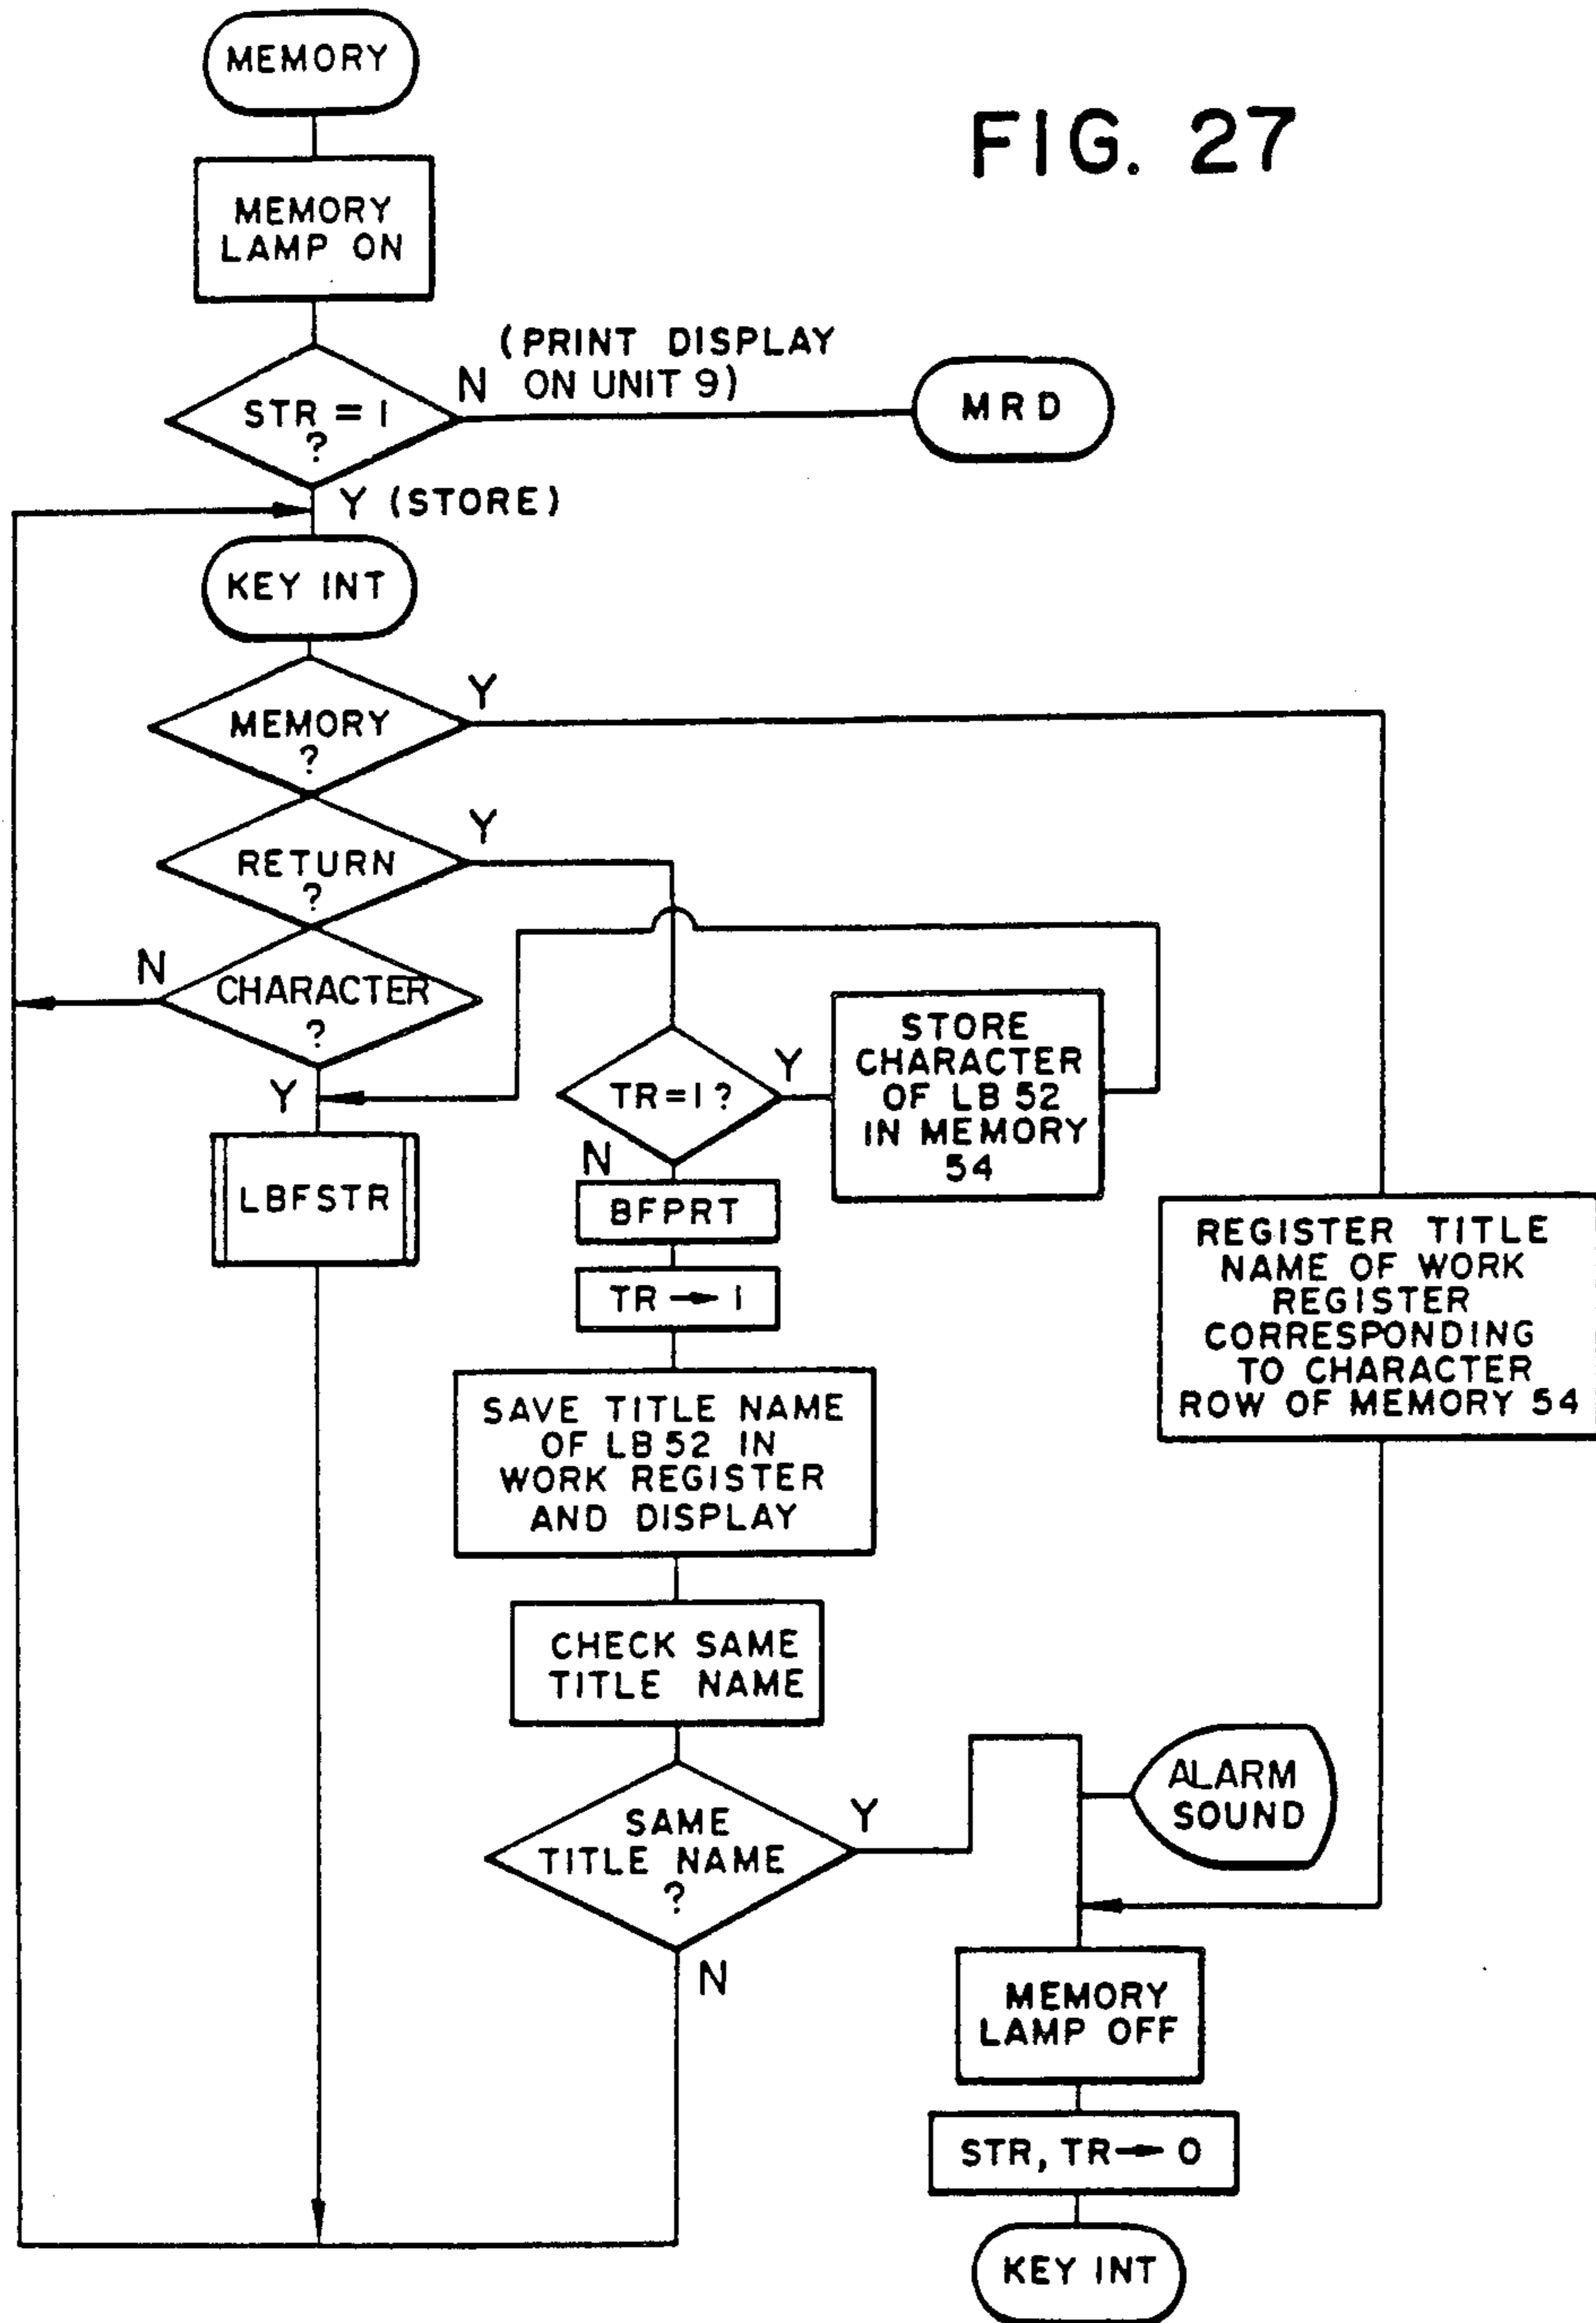 MEMORY
FIG. 27
MEMORY
LAMP ON
(PRINT DISPLAY
N ON UNIT 9)
STR = 1
?
MRD
Y (STORE)
KEY INT
Y
MEMORY
?
Y
RETURN
?
N
CHARACTER
?
Y
STORE
CHARACTER
OF LB 52
IN MEMORY
54
Y
TR=1?
N
LBFSTR
BFPRT
TR → 1
REGISTER TITLE
NAME OF WORK
REGISTER
CORRESPONDING
TO CHARACTER
ROW OF MEMORY 54
SAVE TITLE NAME
OF LB 52 IN
WORK REGISTER
AND DISPLAY
CHECK SAME
TITLE NAME
ALARM
SOUND
Y
SAME
TITLE NAME
?
N
MEMORY
LAMP OFF
STR, TR → 0
KEY INT